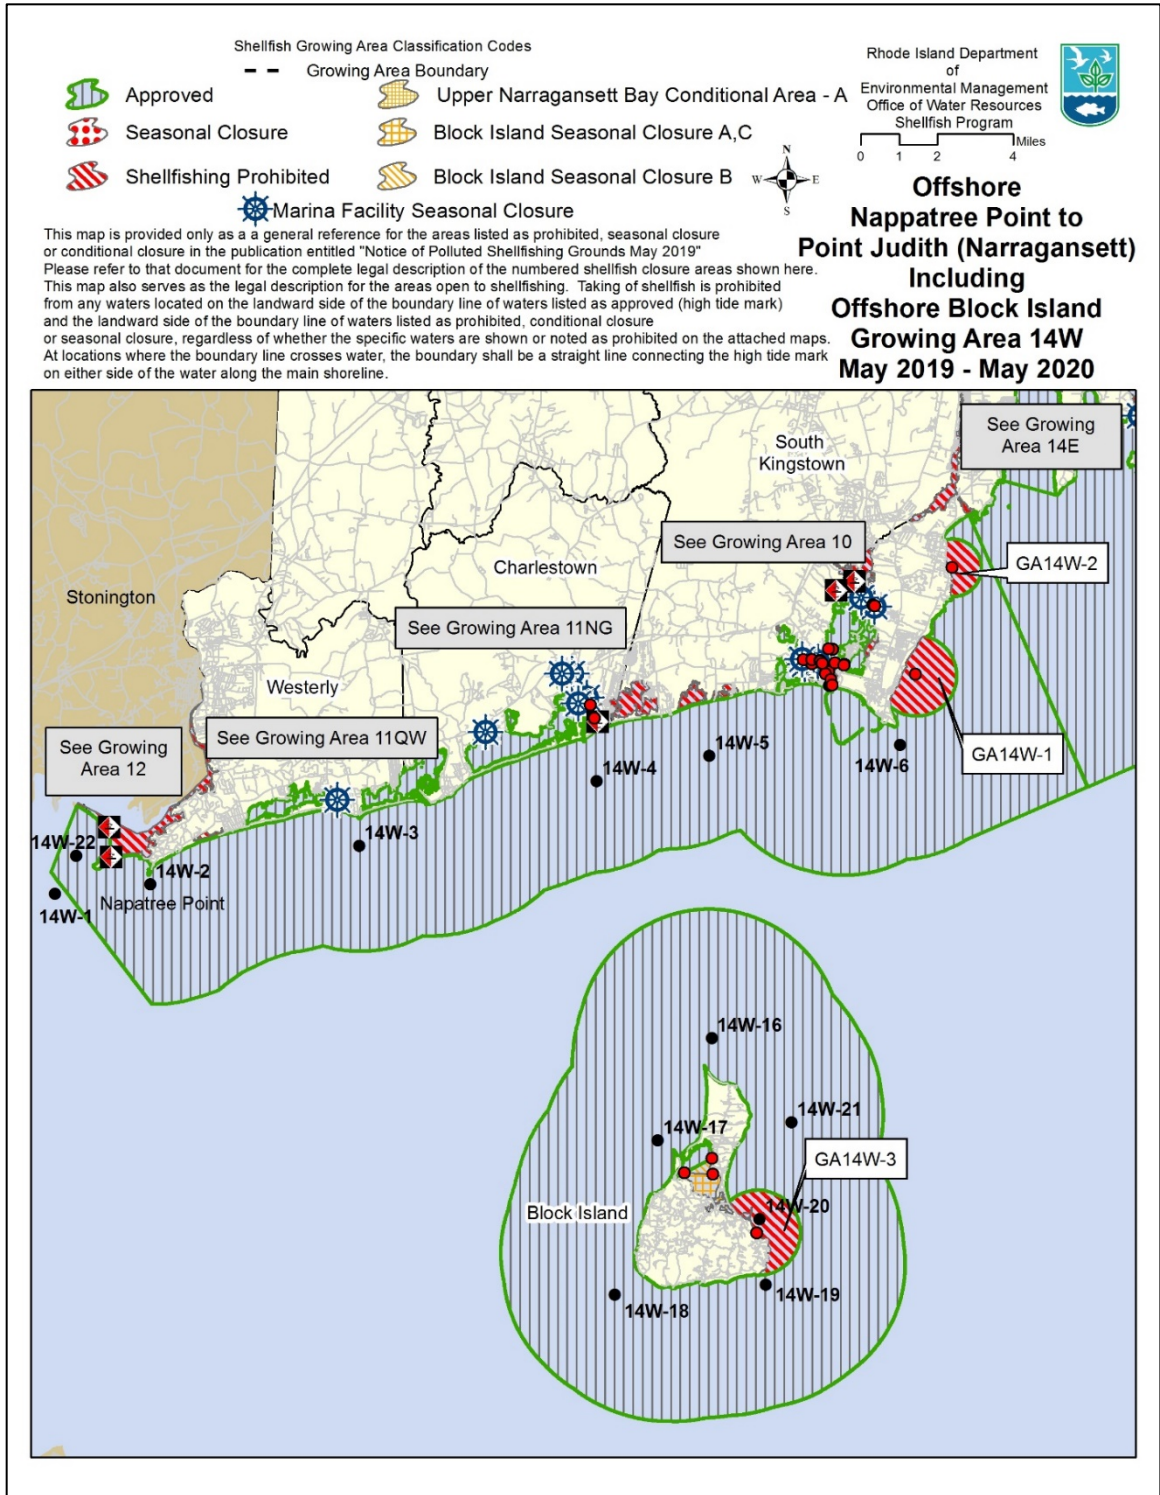 Shellfish Growing Area Classification Codes
Growing Area Boundary
Approved
Upper Narragansett Bay Conditional Area - A
Seasonal Closure
Block Island Seasonal Closure A,C
Shellfishing Prohibited
Block Island Seasonal Closure B
Marina Facility Seasonal Closure
Rhode Island Department
of
Environmental Management
Office of Water Resources
Shellfish Program
Miles
0 1 2 4
N
W E
S
Offshore
Nappatree Point to
Point Judith (Narragansett)
Including
Offshore Block Island
Growing Area 14W
May 2019 - May 2020
This map is provided only as a a general reference for the areas listed as prohibited, seasonal closure
or conditional closure in the publication entitled "Notice of Polluted Shellfishing Grounds May 2019"
Please refer to that document for the complete legal description of the numbered shellfish closure areas shown here.
This map also serves as the legal description for the areas open to shellfishing. Taking of shellfish is prohibited
from any waters located on the landward side of the boundary line of waters listed as approved (high tide mark)
and the landward side of the boundary line of waters listed as prohibited, conditional closure
or seasonal closure, regardless of whether the specific waters are shown or noted as prohibited on the attached maps.
At locations where the boundary line crosses water, the boundary shall be a straight line connecting the high tide mark
on either side of the water along the main shoreline.
See Growing
Area 14E
South
Kingstown
See Growing Area 10
GA14W-2
Charlestown
Stonington
See Growing Area 11NG
Westerly
See Growing Area 11QW
See Growing
Area 12
14W-5
GA14W-1
14W-6
14W-4
14W-3
14W-22
14W-2
Napatree Point
14W-1
14W-16
14W-21
14W-17
GA14W-3
Block Island
14W-20
14W-19
14W-18